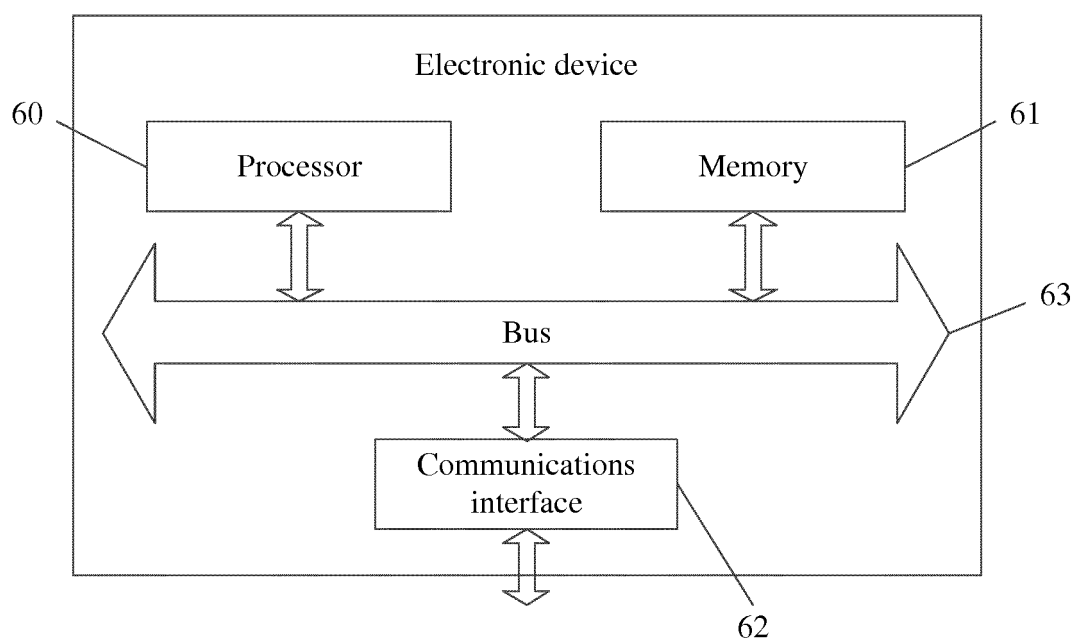 Electronic device
60
61
Processor
Memory
63
Bus
Communications
interface
62